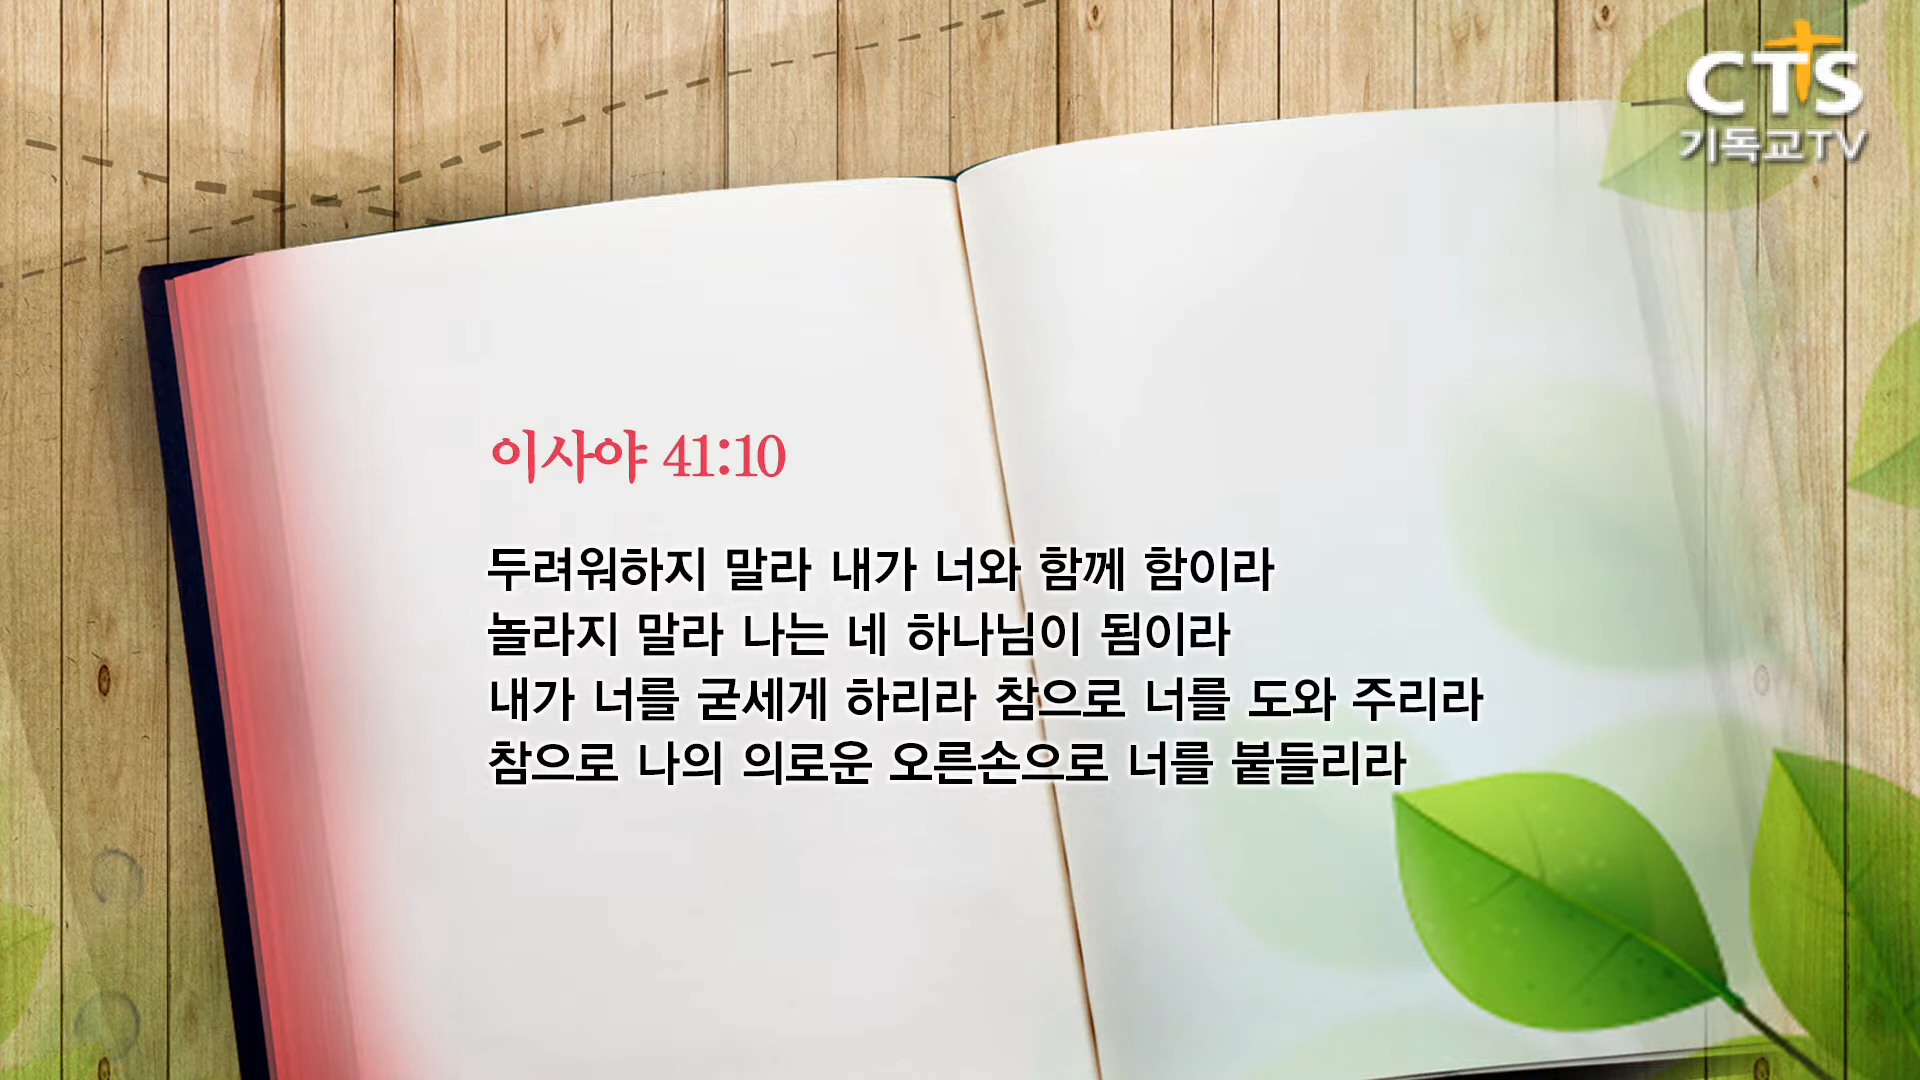 CTS
기독교TV
이사야 41:10
두려워하지 말라 내가 너와 함께 함이라
놀라지 말라 나는 네 하나님이 됨이라
내가 너를 굳세게 하리라 참으로 너를 도와 주리라
참으로 나의 의로운 오른손으로 너를 붙들리라